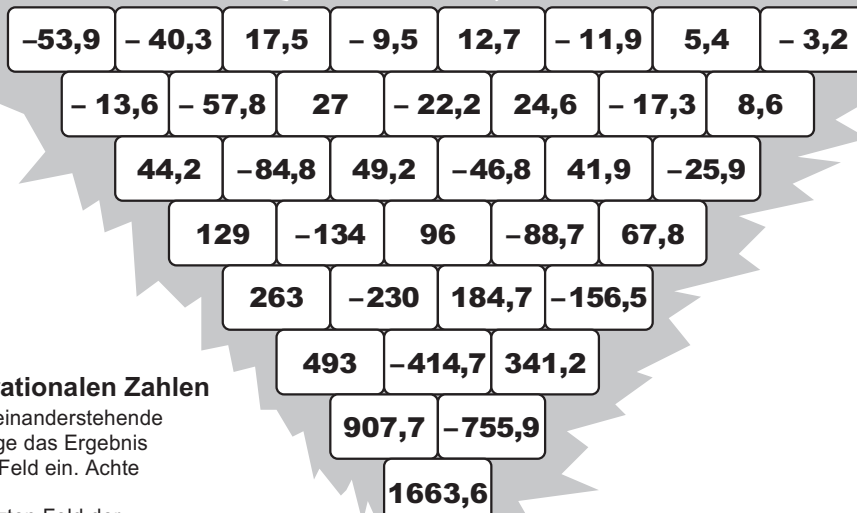 –53,9 – 40,3 17,5 – 9,5 12,7 – 11,9 5,4 – 3,2
– 13,6 – 57,8 27 – 22,2 24,6 – 17,3 8,6
44,2 –84,8 49,2 –46,8 41,9 –25,9
129 –134 96 –88,7 67,8
263 –230 184,7 –156,5
493 –414,7 341,2
907,7 –755,9
1663,6
rationalen Zahlen
einanderstehende
ge das Ergebnis
Feld ein. Achte